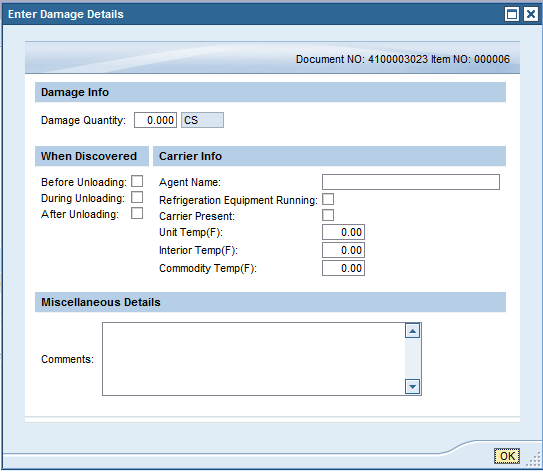 Enter Damage Details
Document NO: 4100003023 Item NO: 000006
Damage Info
Damage Quantity: 0.000 CS
When Discovered
Before Unloading:
During Unloading:
After Unloading:
Carrier Info
Agent Name:
Refrigeration Equipment Running:
Carrier Present:
Unit Temp(F): 0.00
Interior Temp(F): 0.00
Commodity Temp(F): 0.00
Miscellaneous Details
Comments:
OK